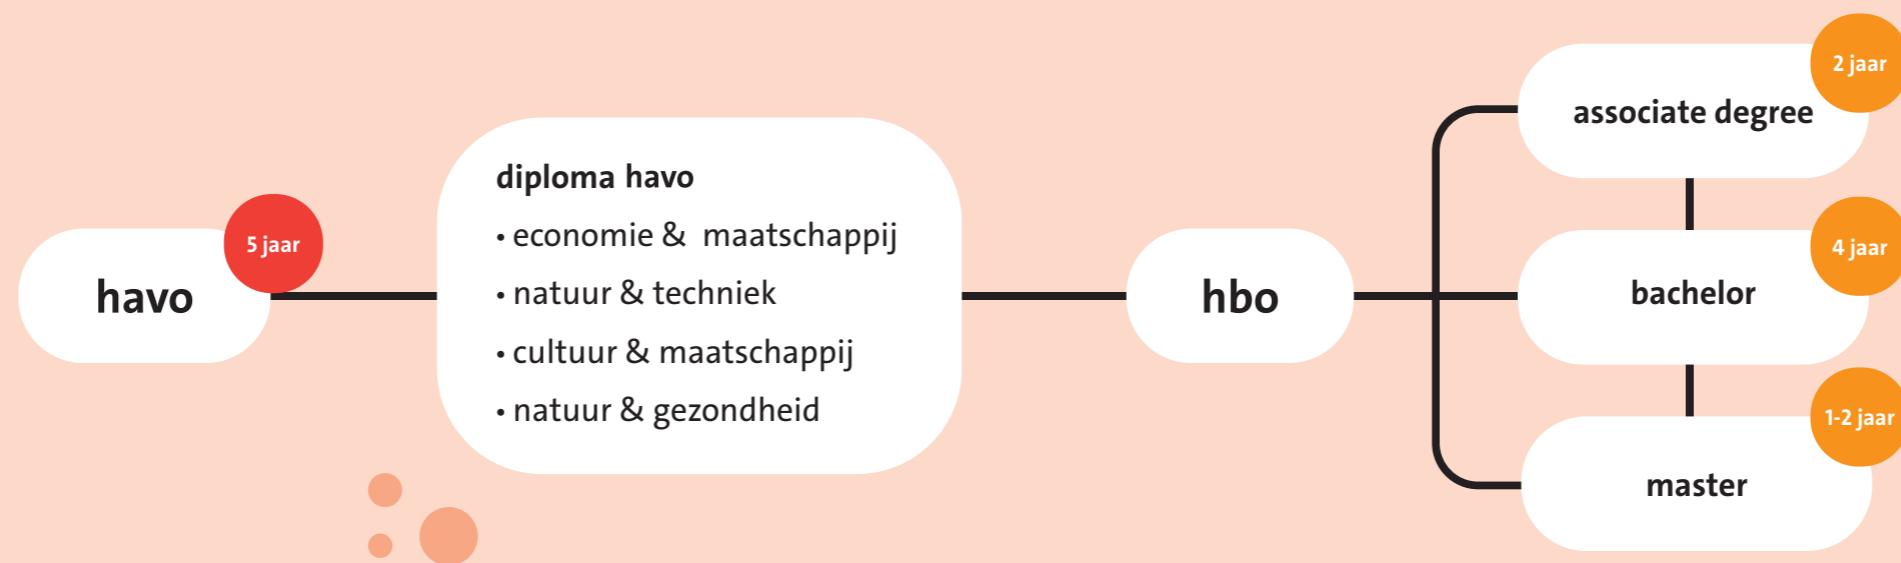 havo
5 jaar
diploma havo
• economie & maatschappij
• natuur & techniek
• cultuur & maatschappij
• natuur & gezondheid
hbo
associate degree
2 jaar
bachelor
4 jaar
master
1-2 jaar